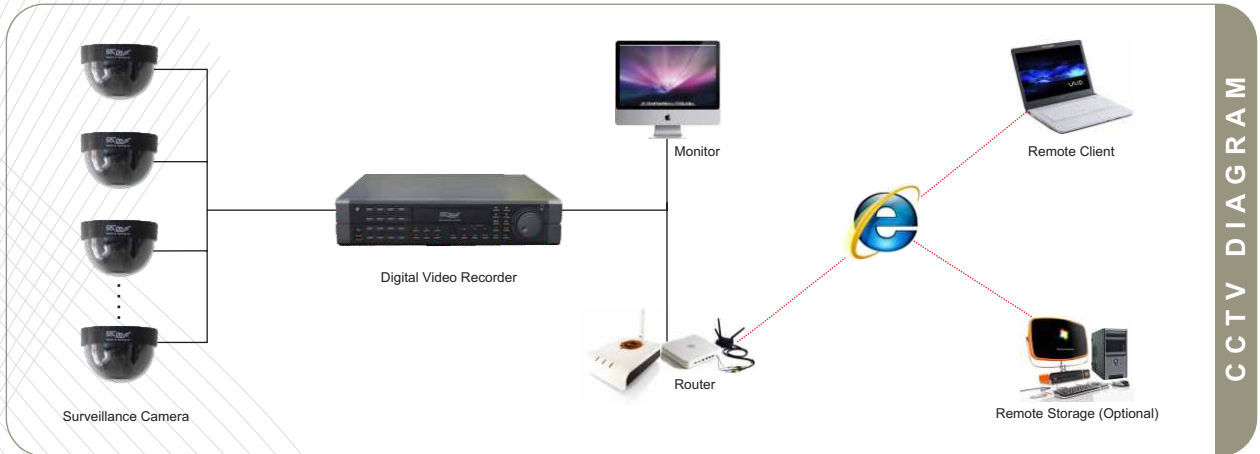 Surveillance Camera
Digital Video Recorder
Monitor
Router
Remote Client
Remote Storage (Optional)
CCTV DIAGRAM